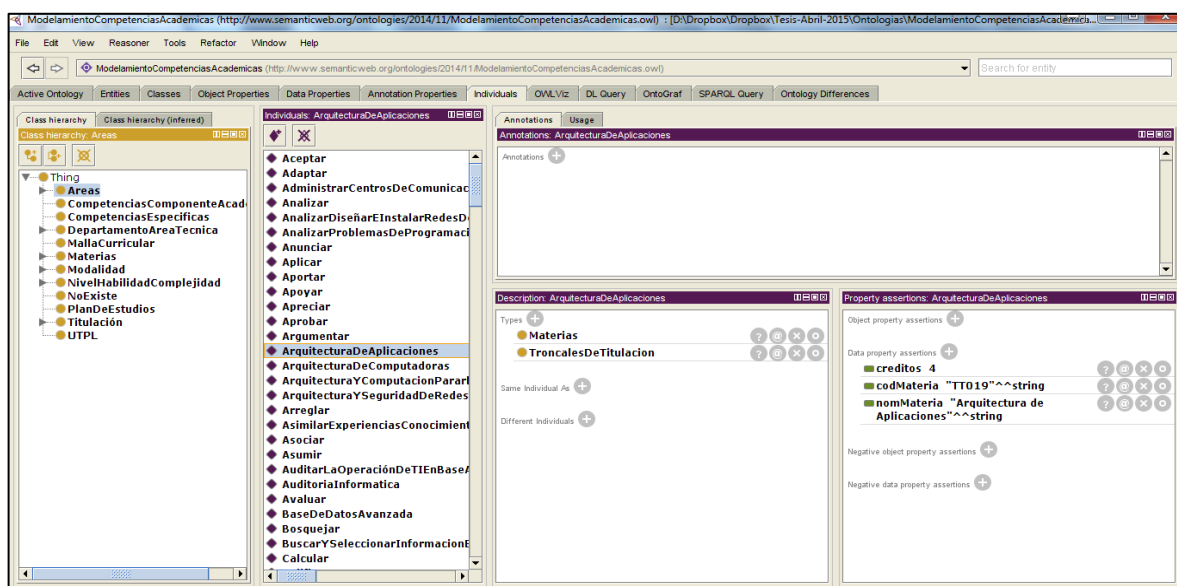 ModelamientoCompetenciasAcademicas (http://www.semanticweb.org/ontologies/2014/11/ModelamientoCompetenciasAcademicas.owl) : [D:\Dropbox\Dropbox\Tesis-Abril-2015\Ontologias\ModelamientoCompetenciasAcadémica...
File Edit View Reasoner Tools Refactor Window Help
ModelamientoCompetenciasAcademicas (http://www.semanticweb.org/ontologies/2014/11/ModelamientoCompetenciasAcademicas.owl)
Search for entity
Active Ontology Entities Classes Object Properties Data Properties Annotation Properties Individuals OWLViz DL Query OntoGraf SPARQL Query Ontology Differences
Class hierarchy Class hierarchy (inferred)
Class hierarchy: Areas
Thing
Areas
CompetenciasComponenteAcad
CompetenciasEspecificas
DepartamentoAreaTecnica
MallaCurricular
Materias
Modalidad
NivelHabilidadComplejidad
NoExiste
PlanDeEstudios
Titulación
UTPL
Individuals: ArquitecturaDeAplicaciones
Aceptar
Adaptar
AdministrarCentrosDeComunicac
Analizar
AnalizarDiseñarEInstalarRedesD
AnalizarProblemasDeProgramaci
Anunciar
Aplicar
Aportar
Apoyar
Apreciar
Aprobar
Argumentar
ArquitecturaDeAplicaciones
ArquitecturaDeComputadoras
ArquitecturaYComputacionPararl
ArquitecturaYSeguridadDeRedes
Arreglar
AsimilarExperienciasConocimient
Asociar
Asumir
AuditarLaOperaciónDeTIEnBaseA
AuditoriaInformatica
Avaluar
BaseDeDatosAvanzada
Bosquejar
BuscarYSeleccionarInformacionE
Calcular
Annotations Usage
Annotations: ArquitecturaDeAplicaciones
Annotations
Description: ArquitecturaDeAplicaciones
Types
Materias
TroncalesDeTitulacion
Same Individual As
Different Individuals
Property assertions: ArquitecturaDeAplicaciones
Object property assertions
Data property assertions
creditos 4
codMateria "TT019"^^string
nomMateria "Arquitectura de
Aplicaciones"^^string
Negative object property assertions
Negative data property assertions